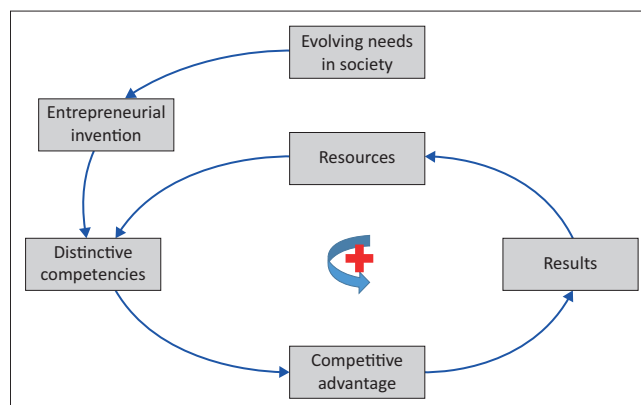 Evolving needs
in society
Entrepreneurial
invention
Resources
Distinctive
competencies
Results
Competitive
advantage